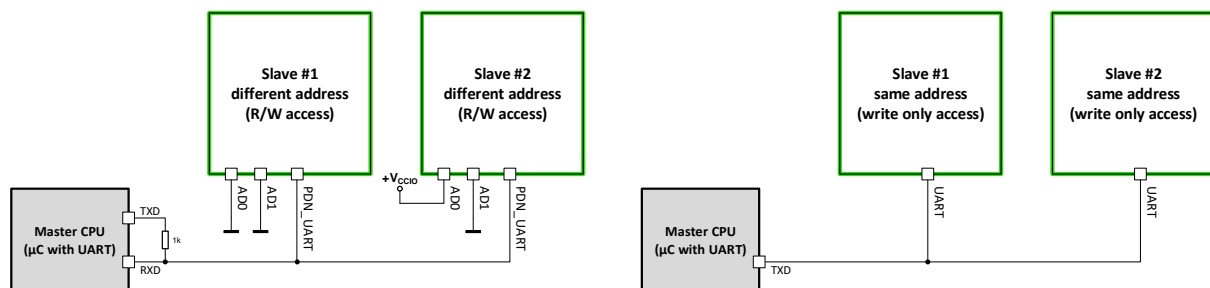 Slave #1
different address
(R/W access)
Slave #2
different address
(R/W access)
+VCCIO
AD0
AD1
PDN_UART
AD0
AD1
PDN_UART
Master CPU
(µC with UART)
TXD
1k
RXD
Slave #1
same address
(write only access)
Slave #2
same address
(write only access)
UART
UART
Master CPU
(µC with UART)
TXD